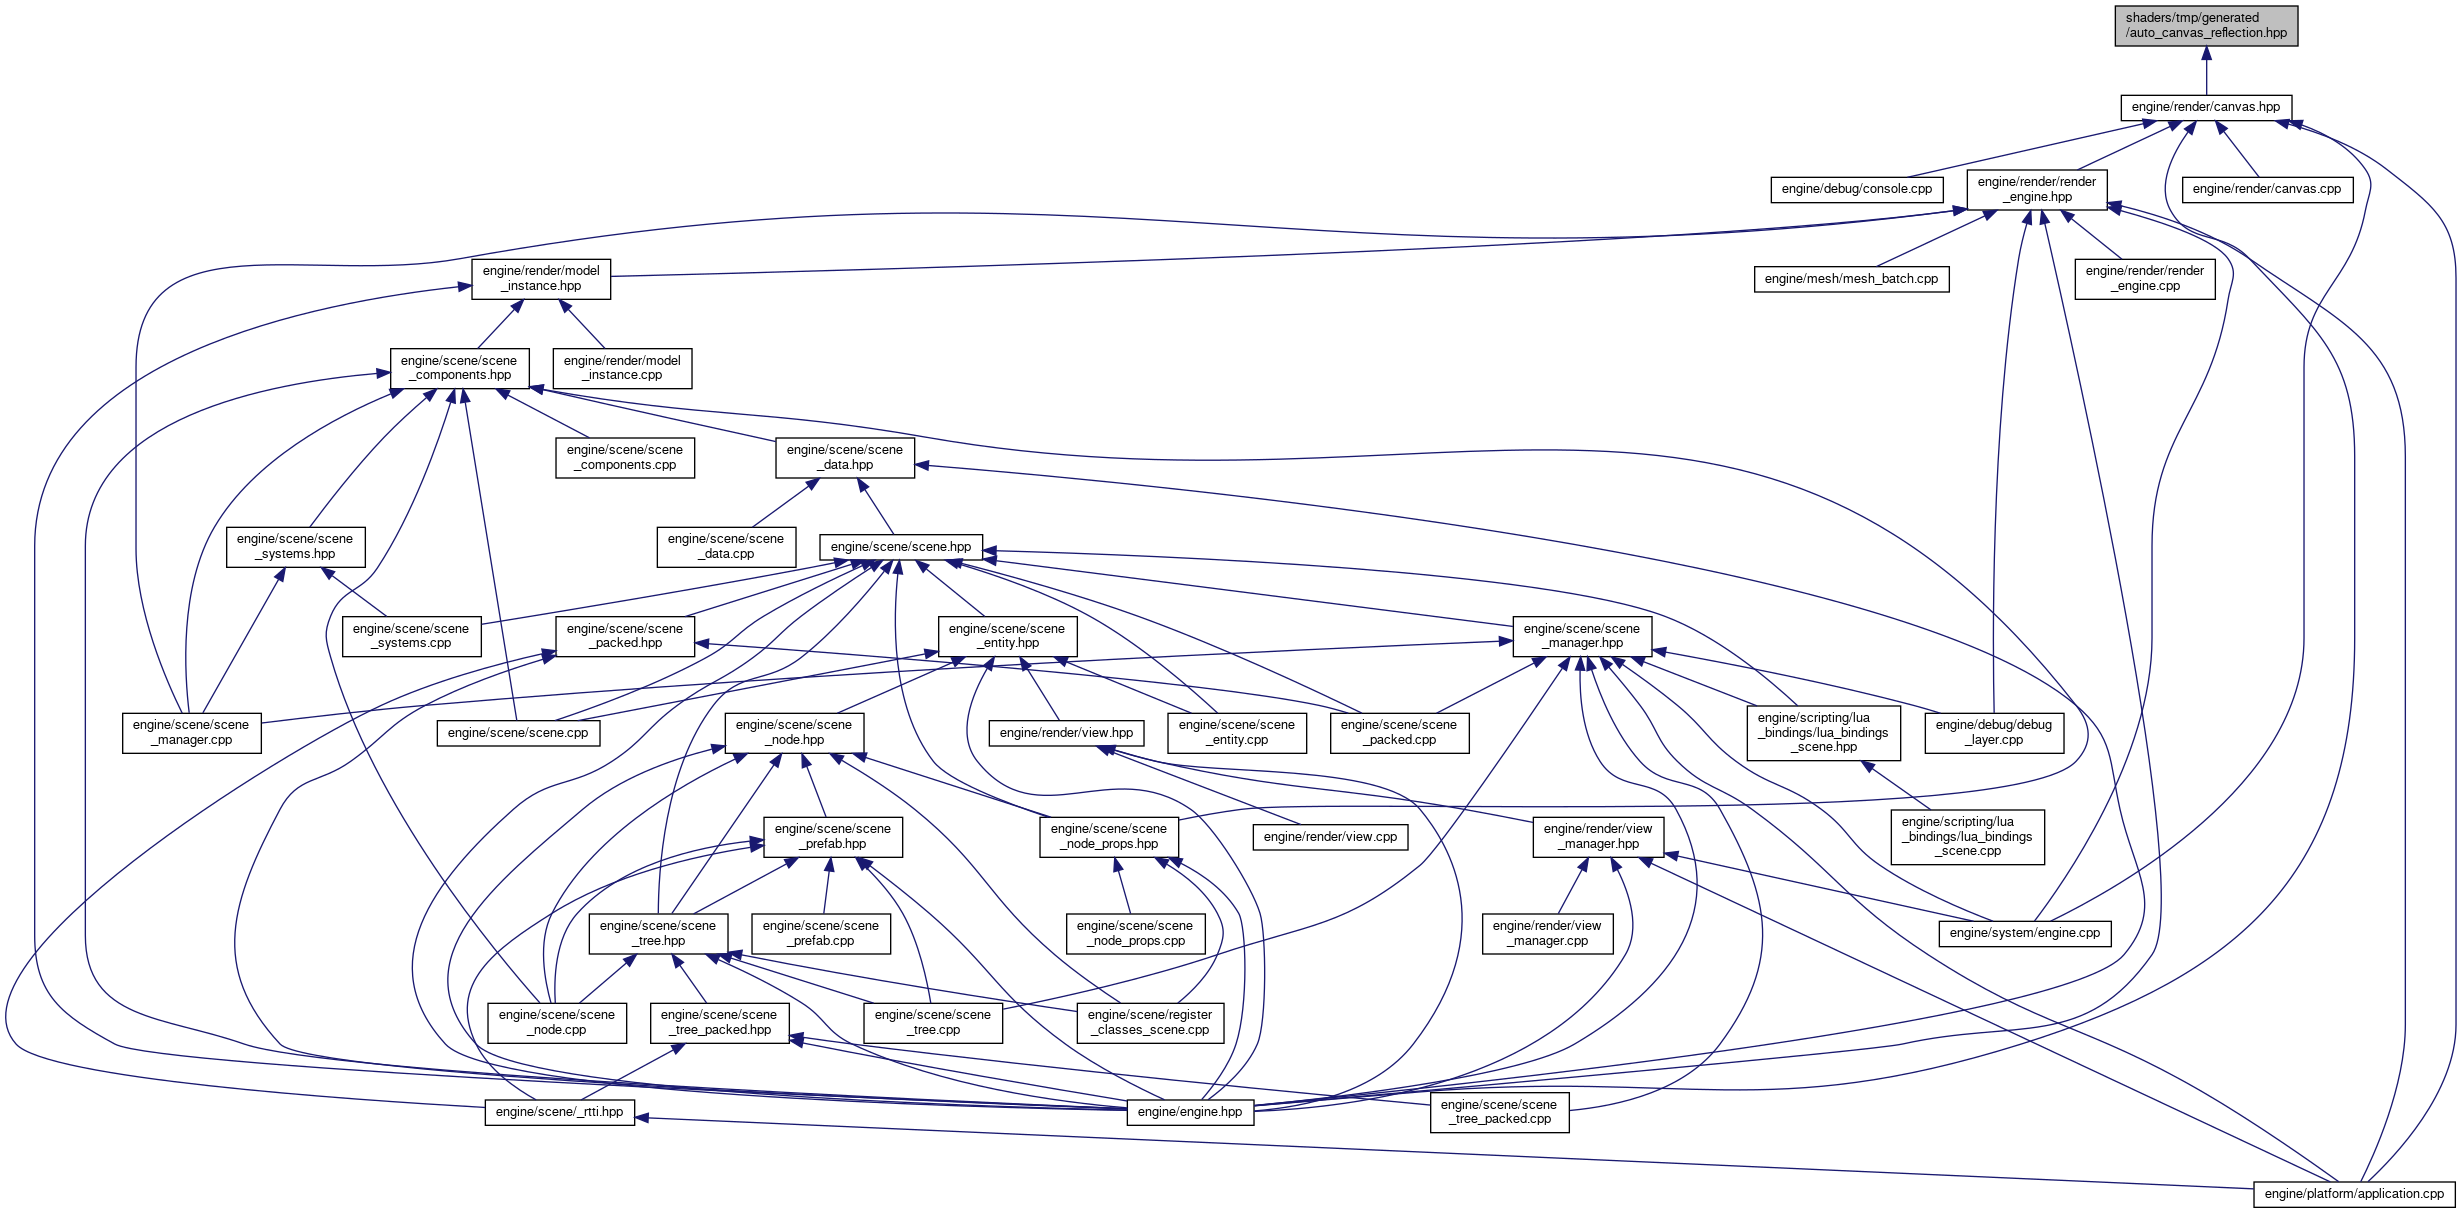 shaders/tmp/generated
/auto_canvas_reflection.hpp
engine/render/canvas.hpp
engine/debug/console.cpp
engine/render/render
_engine.hpp
engine/render/canvas.cpp
engine/render/model
_instance.hpp
engine/mesh/mesh_batch.cpp
engine/render/render
_engine.cpp
engine/scene/scene
_components.hpp
engine/render/model
_instance.cpp
engine/scene/scene
_components.cpp
engine/scene/scene
_data.hpp
engine/scene/scene
_systems.hpp
engine/scene/scene
_data.cpp
engine/scene/scene.hpp
engine/scene/scene
_systems.cpp
engine/scene/scene
_packed.hpp
engine/scene/scene
_entity.hpp
engine/scene/scene
_manager.hpp
engine/scene/scene
_manager.cpp
engine/scene/scene.cpp
engine/scene/scene
_node.hpp
engine/render/view.hpp
engine/scene/scene
_entity.cpp
engine/scene/scene
_packed.cpp
engine/scripting/lua
_bindings/lua_bindings
_scene.hpp
engine/debug/debug
_layer.cpp
engine/scene/scene
_prefab.hpp
engine/scene/scene
_node_props.hpp
engine/render/view.cpp
engine/render/view
_manager.hpp
engine/scripting/lua
_bindings/lua_bindings
_scene.cpp
engine/scene/scene
_tree.hpp
engine/scene/scene
_prefab.cpp
engine/scene/scene
_node_props.cpp
engine/render/view
_manager.cpp
engine/system/engine.cpp
engine/scene/scene
_node.cpp
engine/scene/scene
_tree_packed.hpp
engine/scene/scene
_tree.cpp
engine/scene/register
_classes_scene.cpp
engine/scene/_rtti.hpp
engine/engine.hpp
engine/scene/scene
_tree_packed.cpp
engine/platform/application.cpp